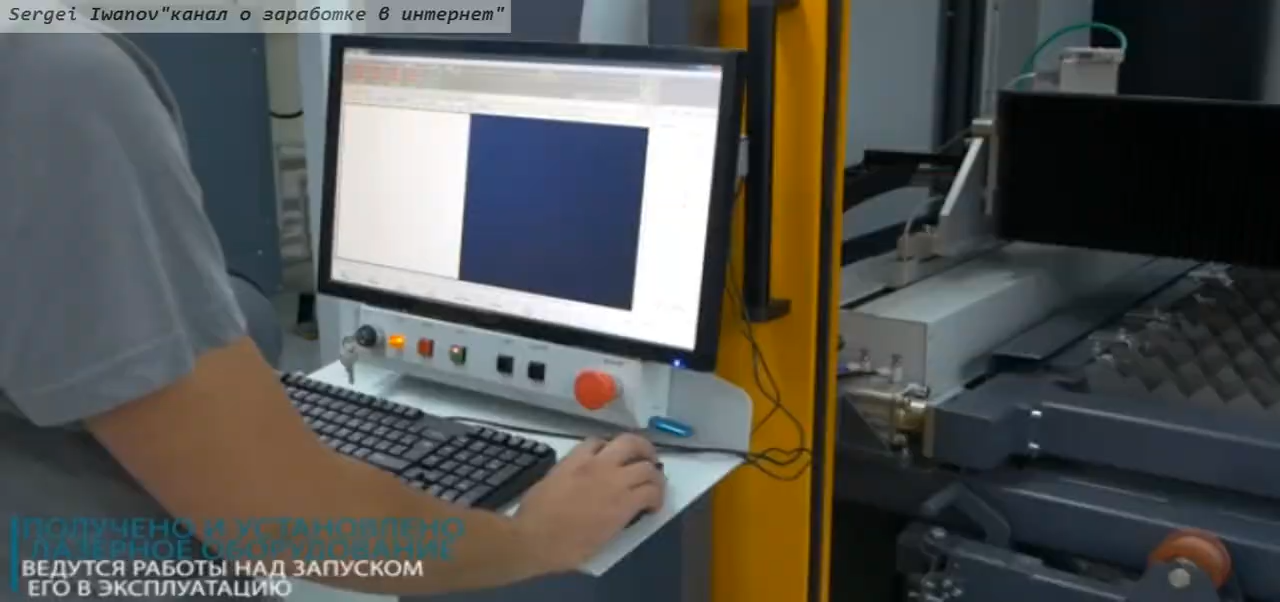 Sergei Iwanov"канал о заработке в интернет"
ПОЛУЧЕНО И УСТАНОВЛЕНО
ЛАЗЕРНОЕ ОБОРУДОВАНИЕ
ВЕДУТСЯ РАБОТЫ НАД ЗАПУСКОМ
ЕГО В ЭКСПЛУАТАЦИЮ